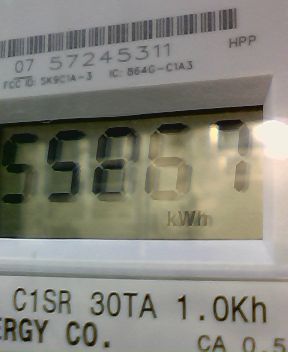 07 57245311
HPP
FCC ID: SK9C1A-3 IC: 864G-C1A3
55867
kWh
C1SR 30TA 1.0Kh
ERGY CO. CA 0.5